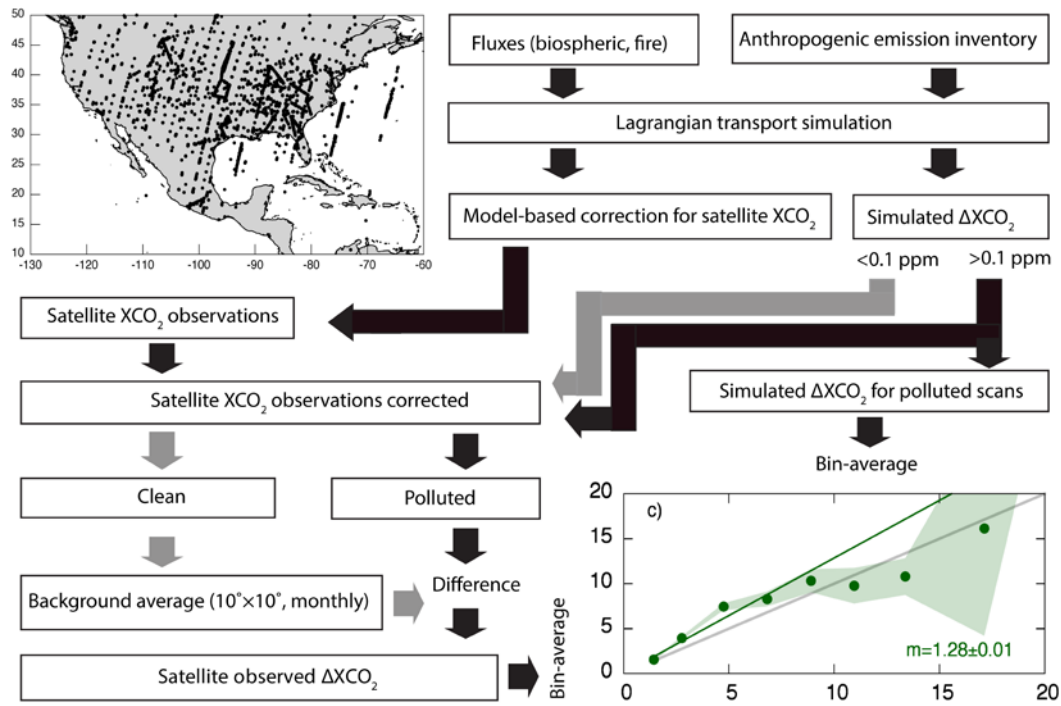 50
45
40
35
30
25
20
15
10
-130
-120
-110
-100
-90
-80
-70
-60
Fluxes (biospheric, fire)
Anthropogenic emission inventory
Lagrangian transport simulation
Model-based correction for satellite XCO₂
Simulated ΔXCO₂
<0.1 ppm
>0.1 ppm
Satellite XCO₂ observations
Satellite XCO₂ observations corrected
Simulated ΔXCO₂ for polluted scans
Bin-average
Clean
Polluted
Background average (10˚×10˚, monthly)
Difference
Satellite observed ΔXCO₂
Bin-average
c)
20
15
10
5
0
m=1.28±0.01
0
5
10
15
20